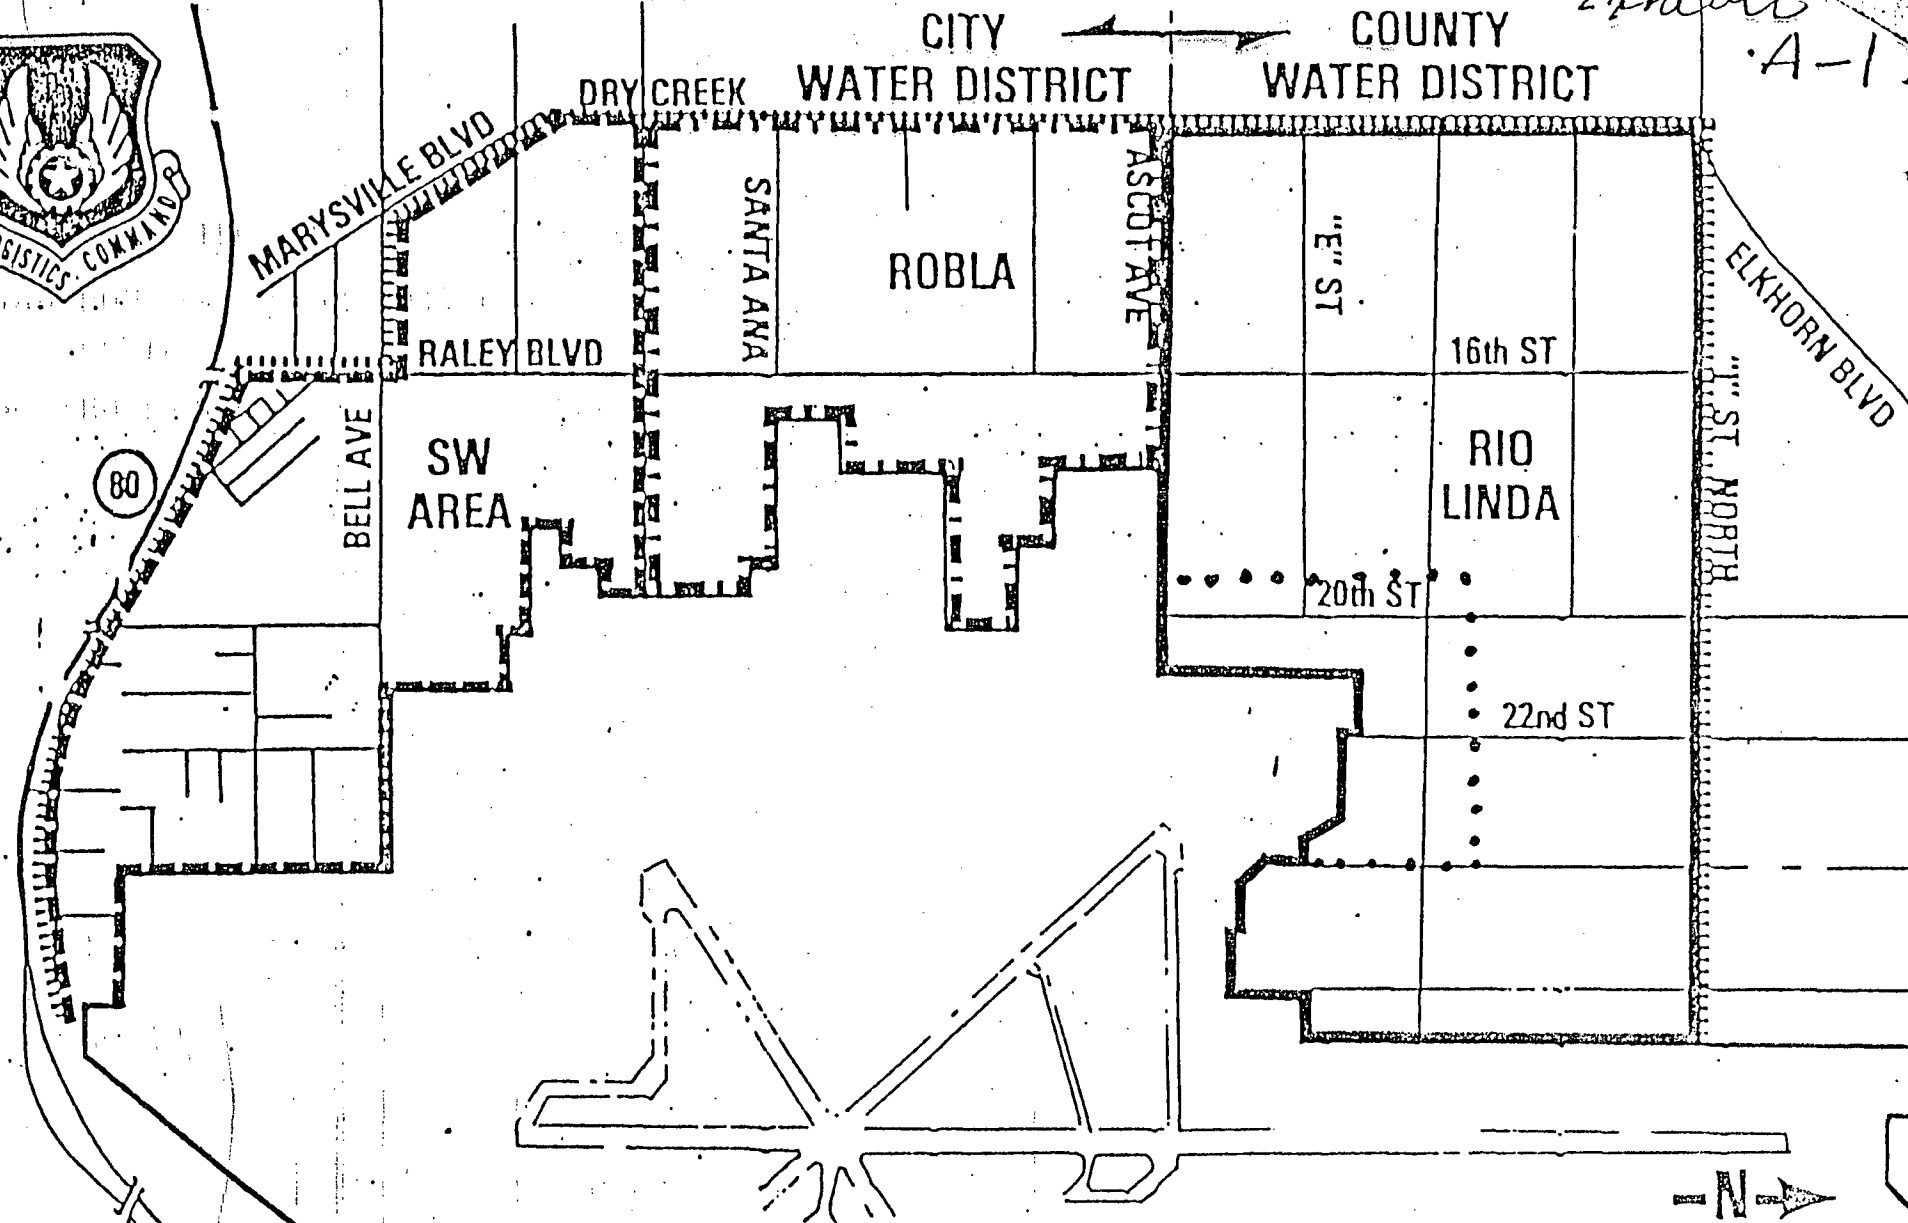 CITY
WATER DISTRICT
COUNTY
WATER DISTRICT
A-1
DRY CREEK
MARYSVILLE BLVD
LOGISTICS COMMAND
SANTA ANA
ROBLA
ASCOT AVE
"E" ST
ELKHORN BLVD
RALEY BLVD
16th ST
"I" ST. NORTH
BELL AVE
SW
AREA
RIO
LINDA
80
20th ST
22nd ST
N